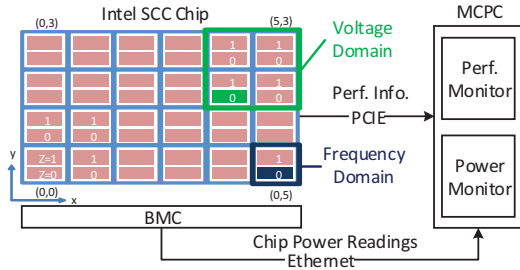 Intel SCC Chip
MCPC
(0,3)
(5,3)
Voltage
Domain
1 1
0 0
1 1
0 0
Perf.
Monitor
Perf. Info.
PCIE
1 1
0 0
Z=1 1 1
Z=0 0 0
Frequency
Domain
Power
Monitor
y
x
(0,0)
(0,5)
BMC
Chip Power Readings
Ethernet